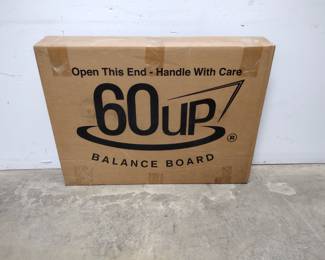 Open This End - Handle With Care
60uP
®
BALANCE BOARD